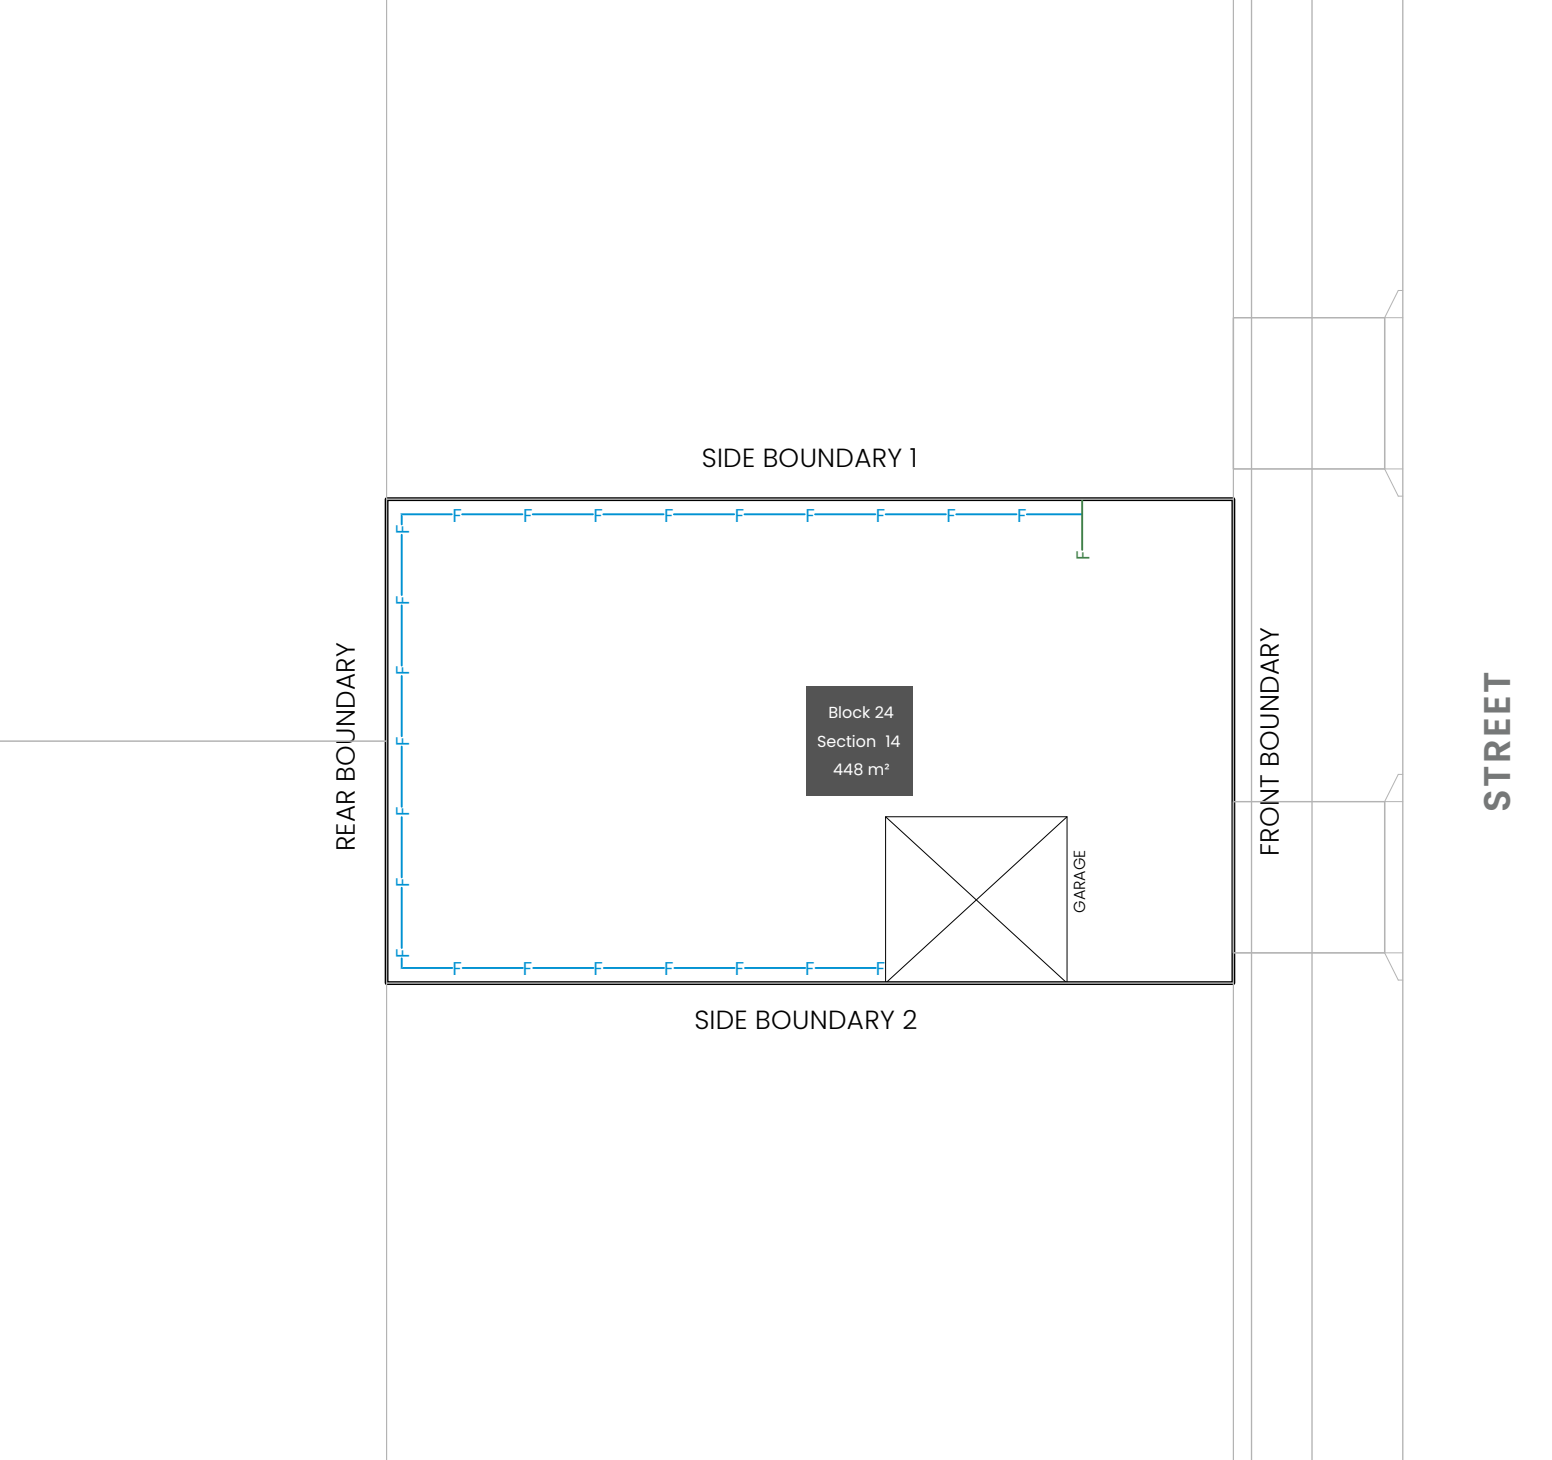 SIDE BOUNDARY 1
F F F F F F F F F
F
F
F
F
F
F
F
F
REAR BOUNDARY
Block 24
Section 14
448 m²
FRONT BOUNDARY
STREET
GARAGE
F F F F F F F
SIDE BOUNDARY 2